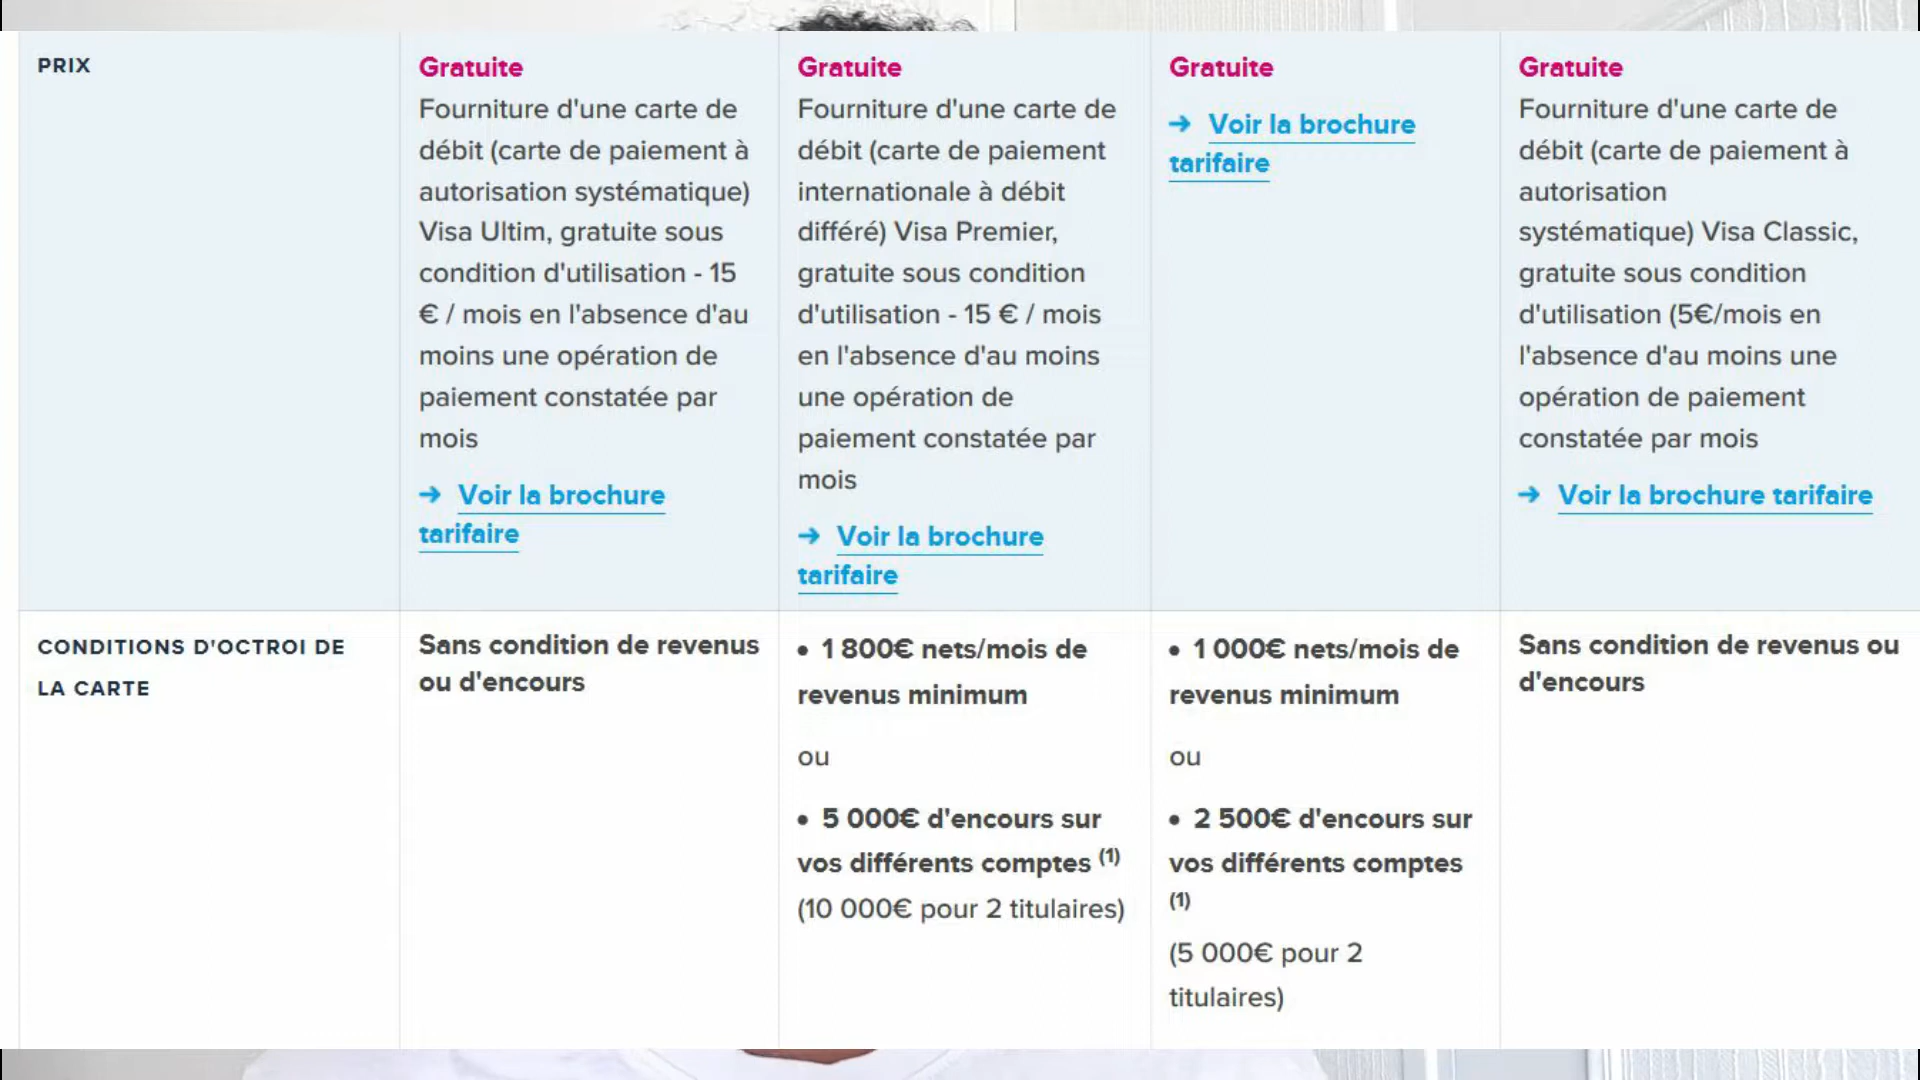 PRIX
Gratuite
Fourniture d'une carte de
débit (carte de paiement à
autorisation systématique)
Visa Ultim, gratuite sous
condition d'utilisation - 15
€ / mois en l'absence d'au
moins une opération de
paiement constatée par
mois
➔ Voir la brochure
tarifaire
Gratuite
Fourniture d'une carte de
débit (carte de paiement
internationale à débit
différé) Visa Premier,
gratuite sous condition
d'utilisation - 15 € / mois
en l'absence d'au moins
une opération de
paiement constatée par
mois
➔ Voir la brochure
tarifaire
Gratuite
➔ Voir la brochure
tarifaire
Gratuite
Fourniture d'une carte de
débit (carte de paiement à
autorisation
systématique) Visa Classic,
gratuite sous condition
d'utilisation (5€/mois en
l'absence d'au moins une
opération de paiement
constatée par mois
➔ Voir la brochure tarifaire
CONDITIONS D'OCTROI DE
LA CARTE
Sans condition de revenus
ou d'encours
• 1 800€ nets/mois de
revenus minimum
ou
• 5 000€ d'encours sur
vos différents comptes (1)
(10 000€ pour 2 titulaires)
• 1 000€ nets/mois de
revenus minimum
ou
• 2 500€ d'encours sur
vos différents comptes
(1)
(5 000€ pour 2
titulaires)
Sans condition de revenus ou
d'encours